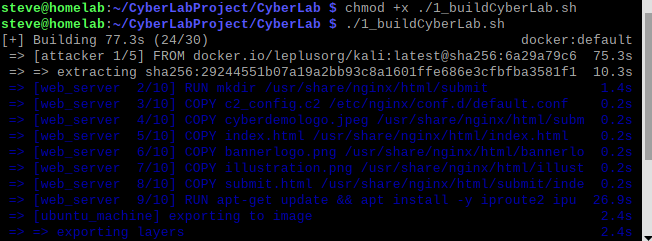 steve@homelab:~/CyberLabProject/CyberLab $ chmod +x ./1_buildCyberLab.sh
steve@homelab:~/CyberLabProject/CyberLab $ ./1_buildCyberLab.sh
[+] Building 77.3s (24/30) docker:default
=> [attacker 1/5] FROM docker.io/leplusorg/kali:latest@sha256:6a29a79c6 75.3s
=> => extracting sha256:29244551b07a19a2bb93c8a1601ffe686e3cfbfba3581f1 10.3s
=> [web_server 2/10] RUN mkdir /usr/share/nginx/html/submit 1.4s
=> [web_server 3/10] COPY c2_config.c2 /etc/nginx/conf.d/default.conf 0.2s
=> [web_server 4/10] COPY cyberdemologo.jpeg /usr/share/nginx/html/subm 0.2s
=> [web_server 5/10] COPY index.html /usr/share/nginx/html/index.html 0.2s
=> [web_server 6/10] COPY bannerlogo.png /usr/share/nginx/html/bannerlo 0.2s
=> [web_server 7/10] COPY illustration.png /usr/share/nginx/html/illust 0.2s
=> [web_server 8/10] COPY submit.html /usr/share/nginx/html/submit/inde 0.2s
=> [web_server 9/10] RUN apt-get update && apt install -y iproute2 ipu 26.9s
=> [ubuntu_machine] exporting to image 2.4s
=> => exporting layers 2.4s